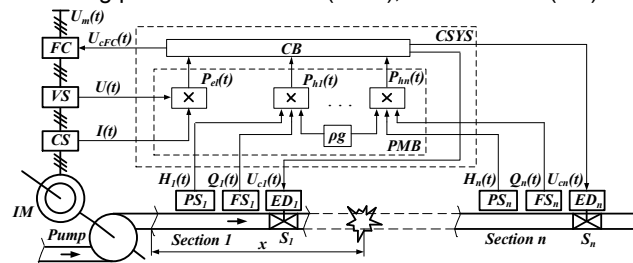 U_m(t)
FC
U_cFC(t)
CB
CSYS
P_el(t)
P_h1(t)
P_hn(t)
VS
U(t)
× × . . . ×
CS
I(t)
ρg
PMB
H_1(t) Q_1(t) U_c1(t)
H_n(t) Q_n(t) U_cn(t)
IM
PS_1 FS_1 ED_1
PS_n FS_n ED_n
Pump
Section 1
S_1
Section n
S_n
x